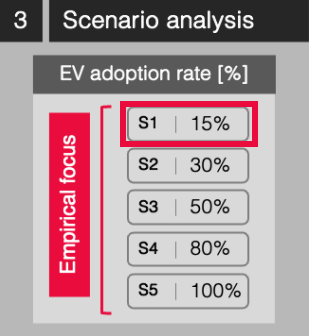 3 Scenario analysis
EV adoption rate [%]
Empirical focus
S1 | 15%
S2 | 30%
S3 | 50%
S4 | 80%
S5 | 100%